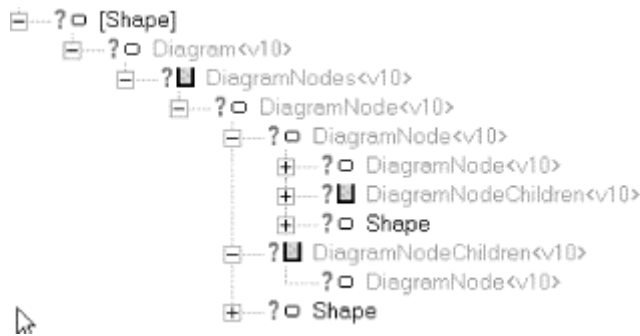 ? [Shape]
? Diagram<v10>
? DiagramNodes<v10>
? DiagramNode<v10>
? DiagramNode<v10>
? DiagramNode<v10>
? DiagramNodeChildren<v10>
? Shape
? DiagramNodeChildren<v10>
? DiagramNode<v10>
? Shape